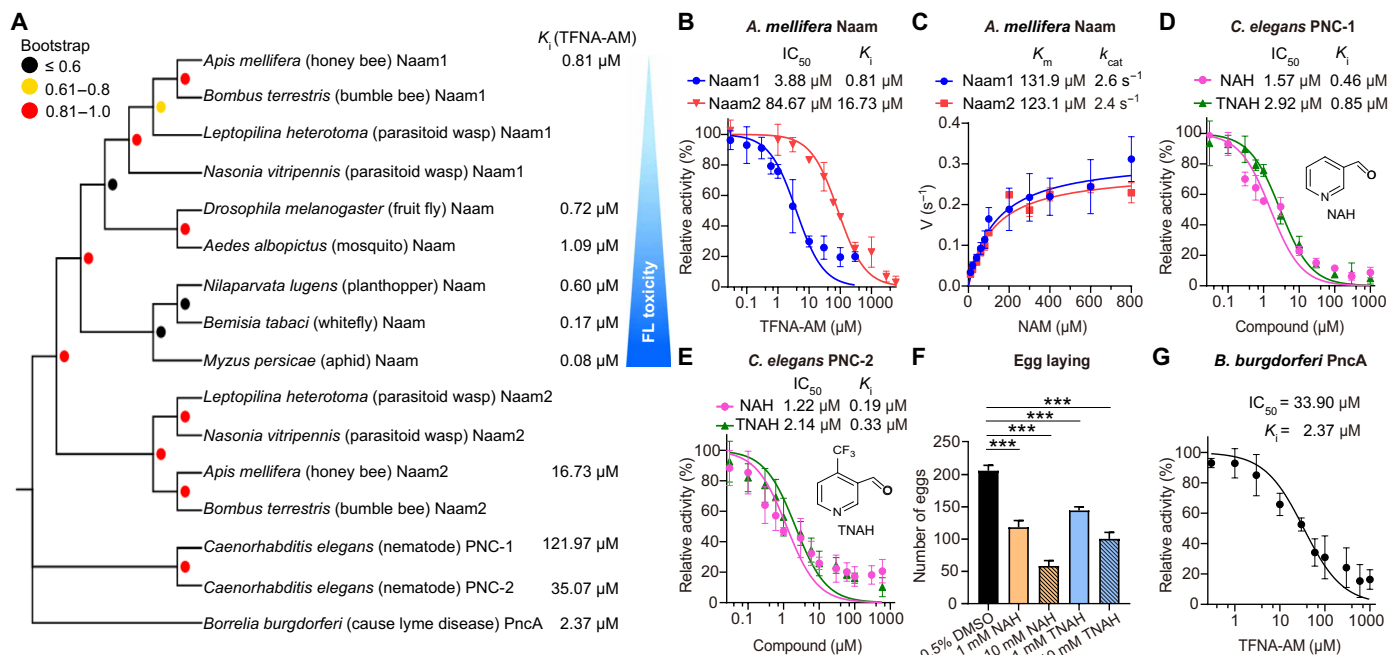 A
Bootstrap
≤ 0.6
0.61–0.8
0.81–1.0
Ki (TFNA-AM)
Apis mellifera (honey bee) Naam1 0.81 µM
Bombus terrestris (bumble bee) Naam1
Leptopilina heterotoma (parasitoid wasp) Naam1
Nasonia vitripennis (parasitoid wasp) Naam1
Drosophila melanogaster (fruit fly) Naam 0.72 µM
Aedes albopictus (mosquito) Naam 1.09 µM
Nilaparvata lugens (planthopper) Naam 0.60 µM
Bemisia tabaci (whitefly) Naam 0.17 µM
Myzus persicae (aphid) Naam 0.08 µM
Leptopilina heterotoma (parasitoid wasp) Naam2
Nasonia vitripennis (parasitoid wasp) Naam2
Apis mellifera (honey bee) Naam2 16.73 µM
Bombus terrestris (bumble bee) Naam2
Caenorhabditis elegans (nematode) PNC-1 121.97 µM
Caenorhabditis elegans (nematode) PNC-2 35.07 µM
Borrelia burgdorferi (cause lyme disease) PncA 2.37 µM
FL toxicity
B
A. mellifera Naam
IC50 Ki
Naam1 3.88 µM 0.81 µM
Naam2 84.67 µM 16.73 µM
Relative activity (%)
100
80
60
40
20
0
0.1 1 10 100 1000
TFNA-AM (µM)
C
A. mellifera Naam
Km kcat
Naam1 131.9 µM 2.6 s−1
Naam2 123.1 µM 2.4 s−1
V (s−1)
0.4
0.3
0.2
0.1
0.0
0 200 400 600 800
NAM (µM)
D
C. elegans PNC-1
IC50 Ki
NAH 1.57 µM 0.46 µM
TNAH 2.92 µM 0.85 µM
Relative activity (%)
100
80
60
40
20
0
O
N
NAH
0.1 1 10 100 1000
Compound (µM)
E
C. elegans PNC-2
IC50 Ki
NAH 1.22 µM 0.19 µM
TNAH 2.14 µM 0.33 µM
Relative activity (%)
100
80
60
40
20
0
CF3
O
N
TNAH
0.1 1 10 100 1000
Compound (µM)
F
Egg laying
***
***
***
***
Number of eggs
250
200
150
100
50
0
0.5% DMSO
1 mM NAH
10 mM NAH
1 mM TNAH
G
B. burgdorferi PncA
IC50 = 33.90 µM
Ki = 2.37 µM
Relative activity (%)
100
80
60
40
20
0
1 10 100 1000
TFNA-AM (µM)